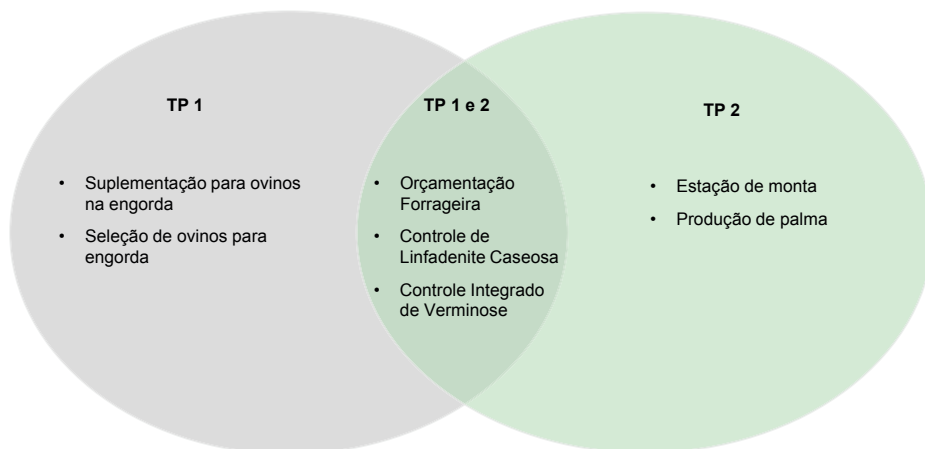 TP 1
• Suplementação para ovinos
na engorda
• Seleção de ovinos para
engorda
TP 1 e 2
• Orçamentação
Forrageira
• Controle de
Linfadenite Caseosa
• Controle Integrado
de Verminose
TP 2
• Estação de monta
• Produção de palma